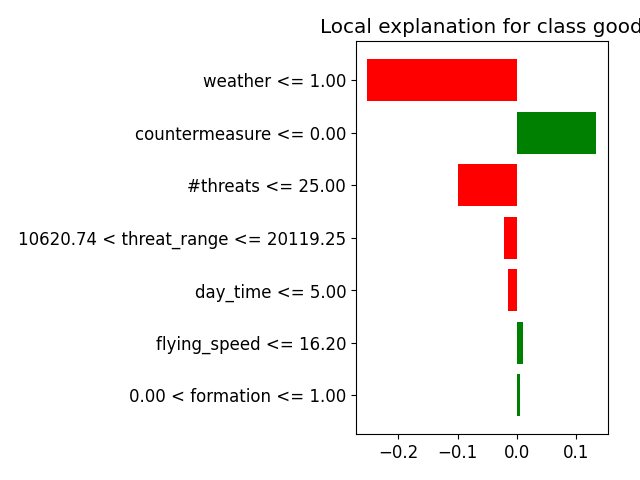 Local explanation for class good
weather <= 1.00
countermeasure <= 0.00
#threats <= 25.00
10620.74 < threat_range <= 20119.25
day_time <= 5.00
flying_speed <= 16.20
0.00 < formation <= 1.00
−0.2 −0.1 0.0 0.1